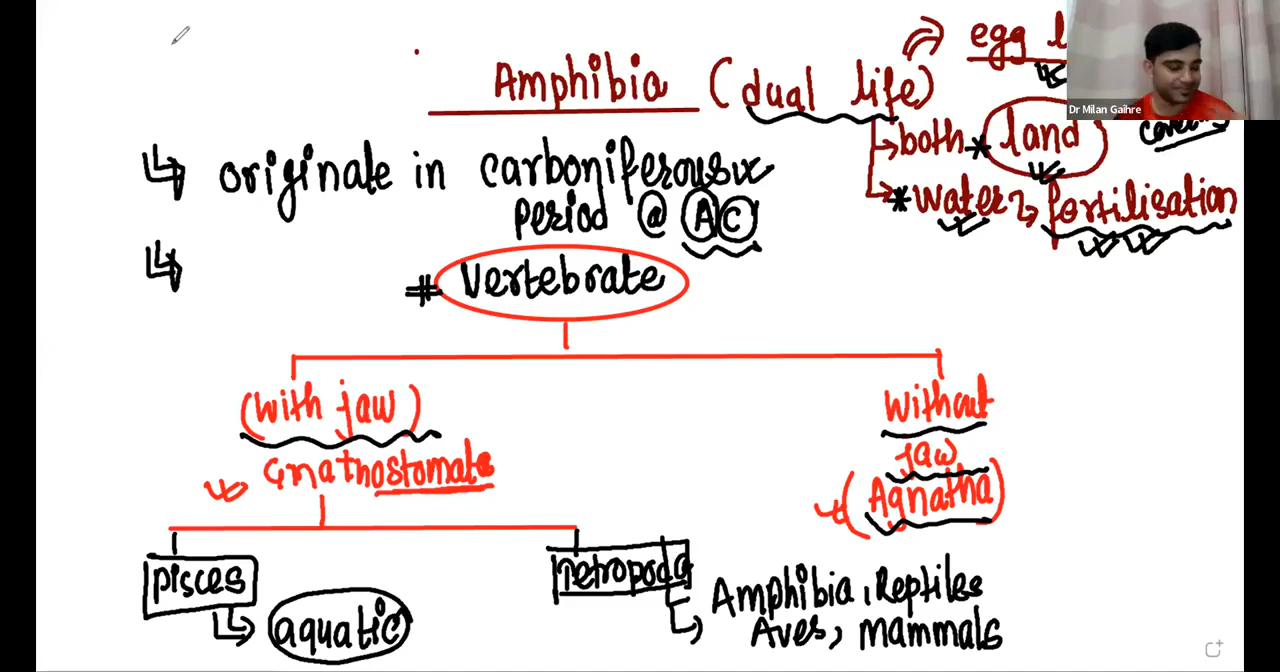 egg l
Amphibia (dual life)
Dr Milan Gaihre
both * land
* water → fertilisation
originate in carboniferous
period @ AC
# Vertebrate
(with jaw)
Gnathostomate
Without
jaw
(Agnatha)
Pisces
aquatic
Tetrapoda
Amphibia, Reptiles
Aves, mammals